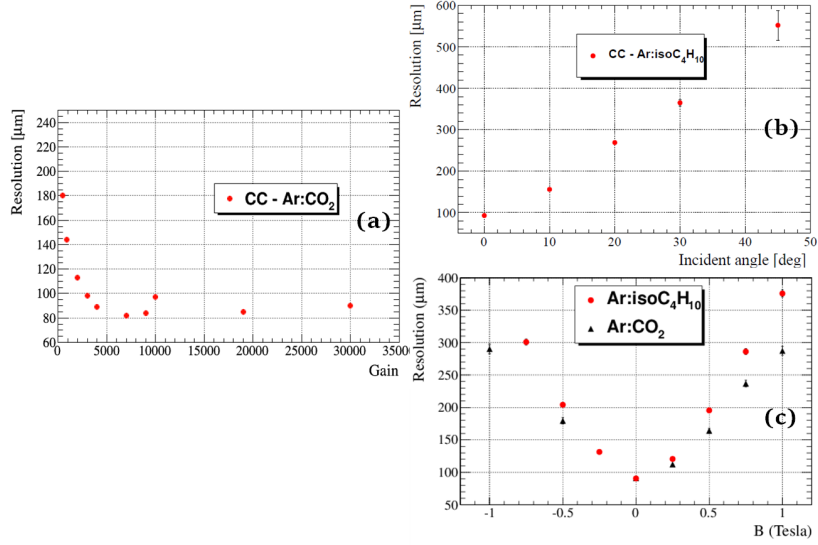 Resolution [µm]
240
220
200
180
160
140
120
100
80
60
CC - Ar:CO2
(a)
0 5000 10000 15000 20000 25000 30000 3500
Gain
Resolution [µm]
600
500
400
300
200
100
CC - Ar:isoC4H10
(b)
0 10 20 30 40 50
Incident angle [deg]
Resolution (µm)
400
350
300
250
200
150
100
50
Ar:isoC4H10
Ar:CO2
(c)
-1 -0.5 0 0.5 1
B (Tesla)